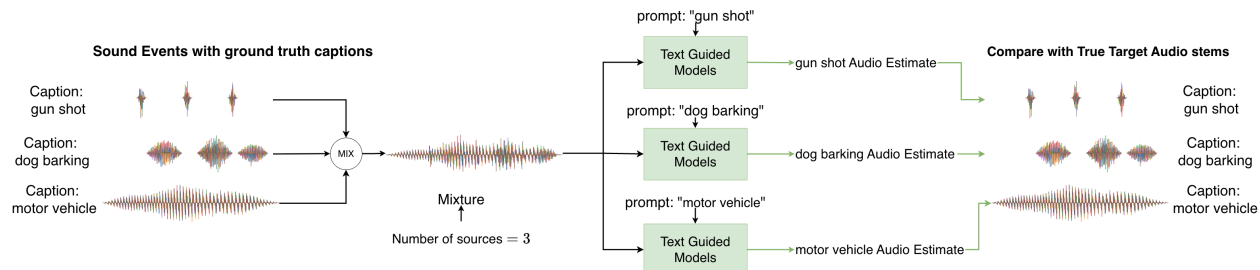 Sound Events with ground truth captions
Caption:
gun shot
Caption:
dog barking
Caption:
motor vehicle
MIX
Mixture
Number of sources = 3
prompt: "gun shot"
Text Guided
Models
gun shot Audio Estimate
prompt: "dog barking"
Text Guided
Models
dog barking Audio Estimate
prompt: "motor vehicle"
Text Guided
Models
motor vehicle Audio Estimate
Compare with True Target Audio stems
Caption:
gun shot
Caption:
dog barking
Caption:
motor vehicle